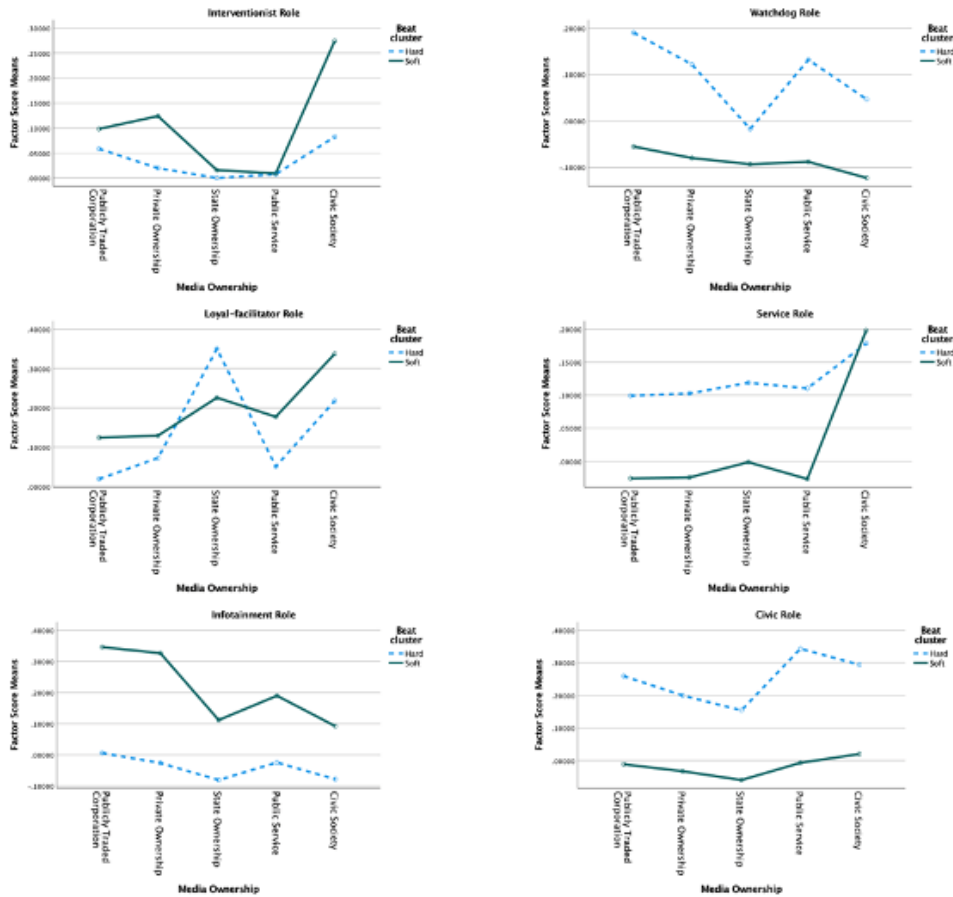 Interventionist Role
Beat
cluster
Hard
Soft
Factor Score Means
.30000
.25000
.20000
.15000
.10000
.05000
.00000
Publicly Traded
Corporation
Private Ownership
State Ownership
Public Service
Civic Society
Media Ownership
Watchdog Role
Beat
cluster
Hard
Soft
Factor Score Means
.20000
.10000
.00000
-.10000
Publicly Traded
Corporation
Private Ownership
State Ownership
Public Service
Civic Society
Media Ownership
Loyal-facilitator Role
Beat
cluster
Hard
Soft
Factor Score Means
.40000
.30000
.20000
.10000
.00000
Publicly Traded
Corporation
Private Ownership
State Ownership
Public Service
Civic Society
Media Ownership
Service Role
Beat
cluster
Hard
Soft
Factor Score Means
.20000
.15000
.10000
.05000
.00000
Publicly Traded
Corporation
Private Ownership
State Ownership
Public Service
Civic Society
Media Ownership
Infotainment Role
Beat
cluster
Hard
Soft
Factor Score Means
.40000
.30000
.20000
.10000
.00000
-.10000
Publicly Traded
Corporation
Private Ownership
State Ownership
Public Service
Civic Society
Media Ownership
Civic Role
Beat
cluster
Hard
Soft
Factor Score Means
.40000
.30000
.20000
.10000
.00000
Publicly Traded
Corporation
Private Ownership
State Ownership
Public Service
Civic Society
Media Ownership